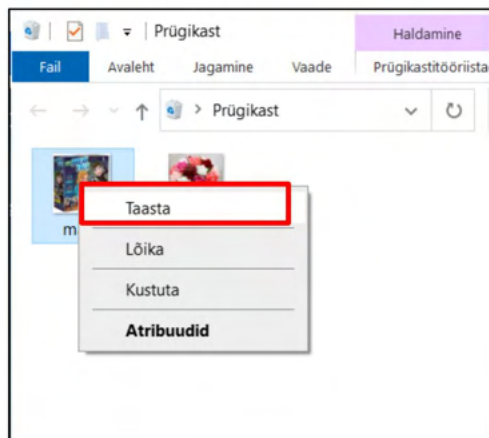 Prügikast
Haldamine
Fail Avaleht Jagamine Vaade Prügikastitööriista
Prügikast
m
Taasta
Lõika
Kustuta
Atribuudid